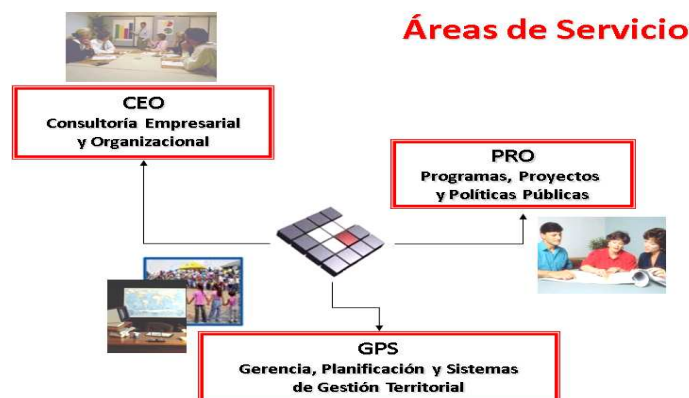 Áreas de Servicio
CEO
Consultoría Empresarial
y Organizacional
PRO
Programas, Proyectos
y Políticas Públicas
GPS
Gerencia, Planificación y Sistemas
de Gestión Territorial